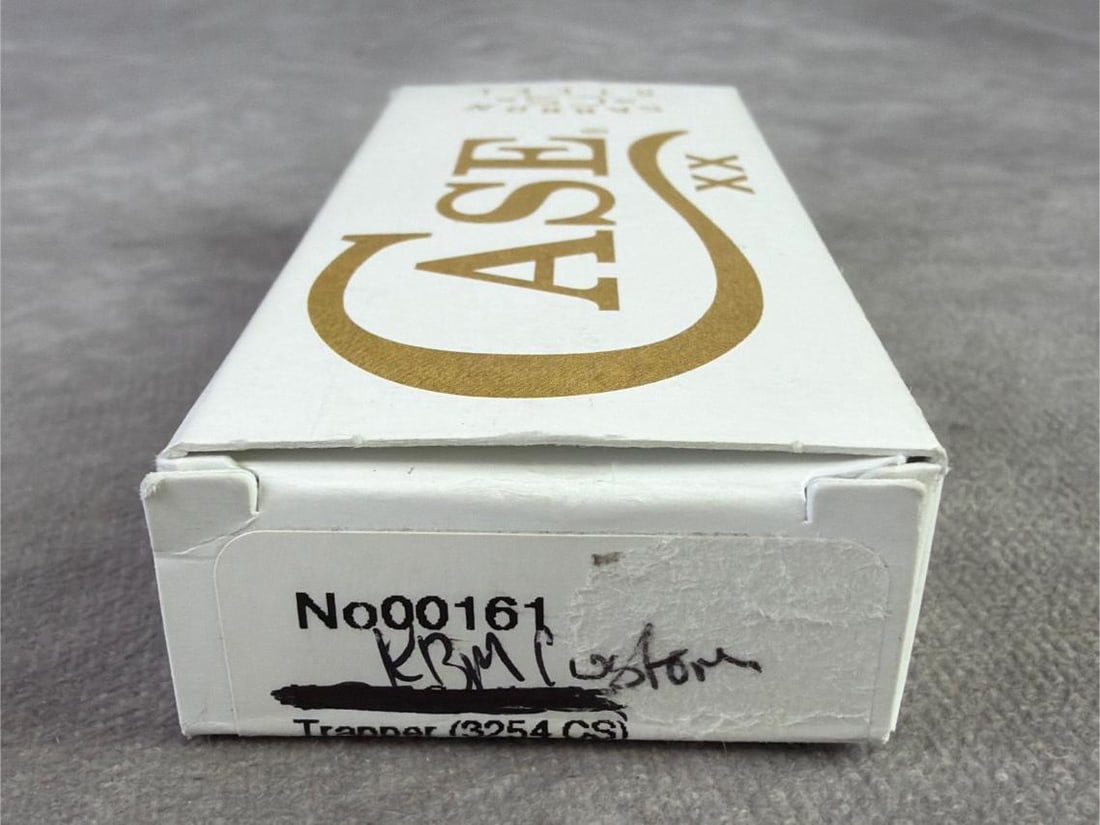 CASE
XX
No00161
KBM Custom
Trapper (3254 CS)